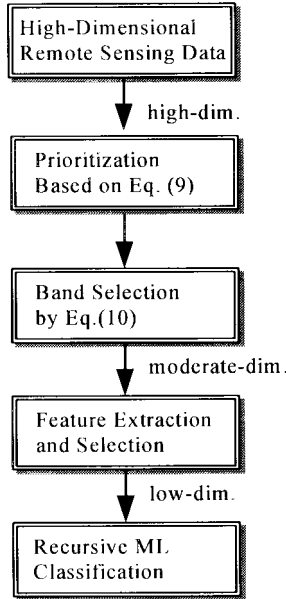 High-Dimensional
Remote Sensing Data
high-dim.
Prioritization
Based on Eq. (9)
Band Selection
by Eq.(10)
moderate-dim.
Feature Extraction
and Selection
low-dim.
Recursive ML
Classification